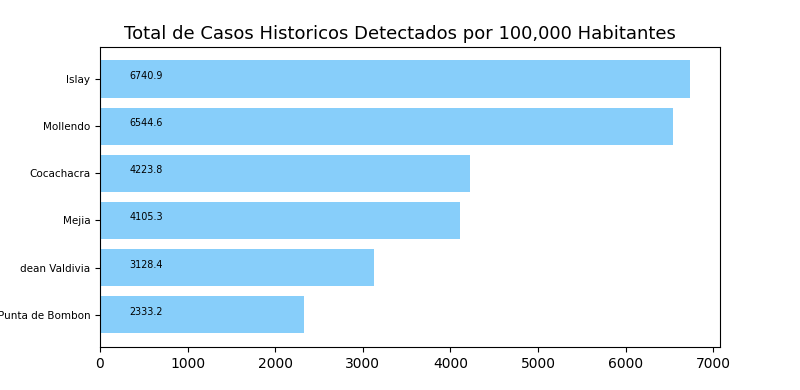 Total de Casos Historicos Detectados por 100,000 Habitantes
Islay 6740.9
Mollendo 6544.6
Cocachacra 4223.8
Mejia 4105.3
dean Valdivia 3128.4
Punta de Bombon 2333.2
0 1000 2000 3000 4000 5000 6000 7000